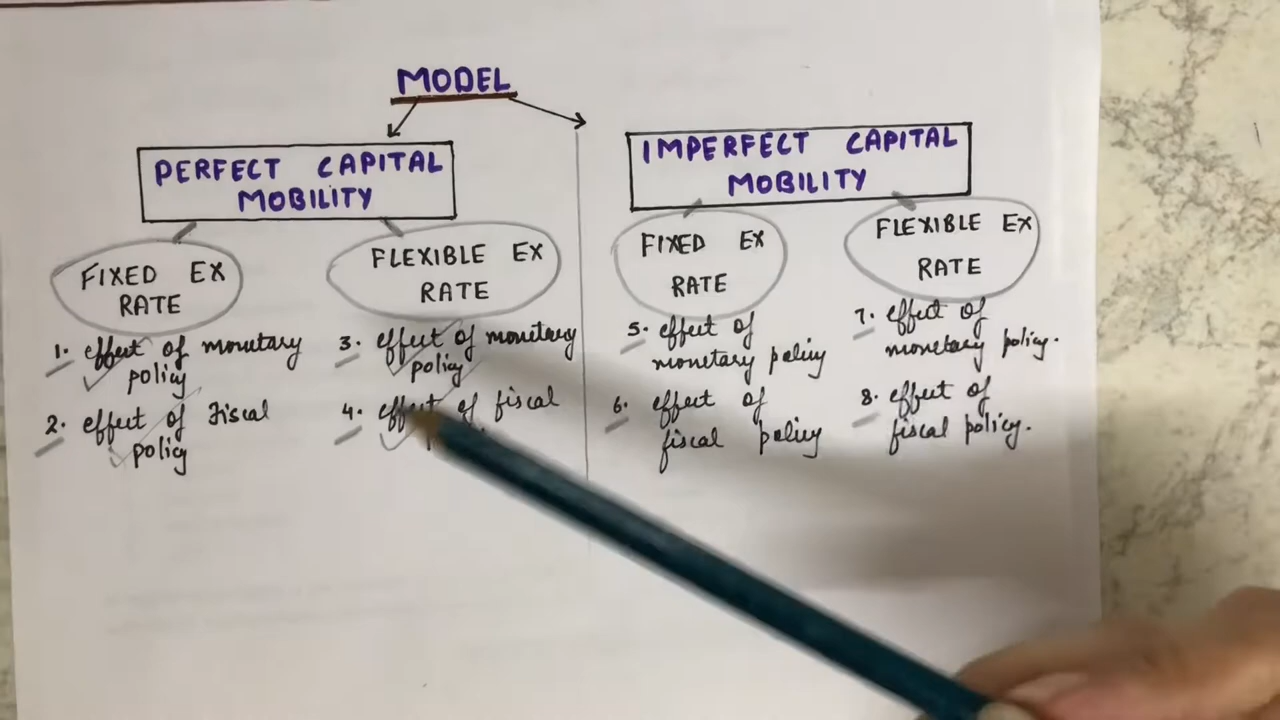 MODEL
PERFECT CAPITAL
MOBILITY
FIXED EX
RATE
1. effect of monetary
policy
2. effect of Fiscal
policy
FLEXIBLE EX
RATE
3. effect of monetary
policy
4. effect of fiscal
IMPERFECT CAPITAL
MOBILITY
FIXED EX
RATE
5. effect of
monetary policy
6. effect of
fiscal policy
FLEXIBLE EX
RATE
7. effect of
monetary policy.
8. effect of
fiscal policy.